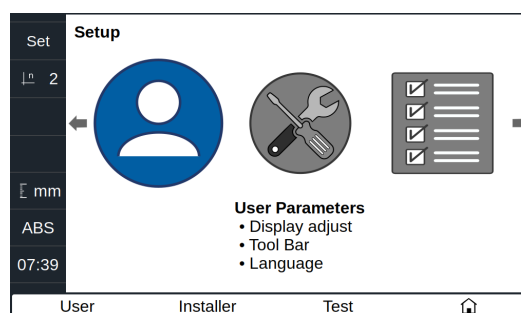 Set
Setup
n 2
mm
ABS
07:39
User Parameters
• Display adjust
• Tool Bar
• Language
User Installer Test